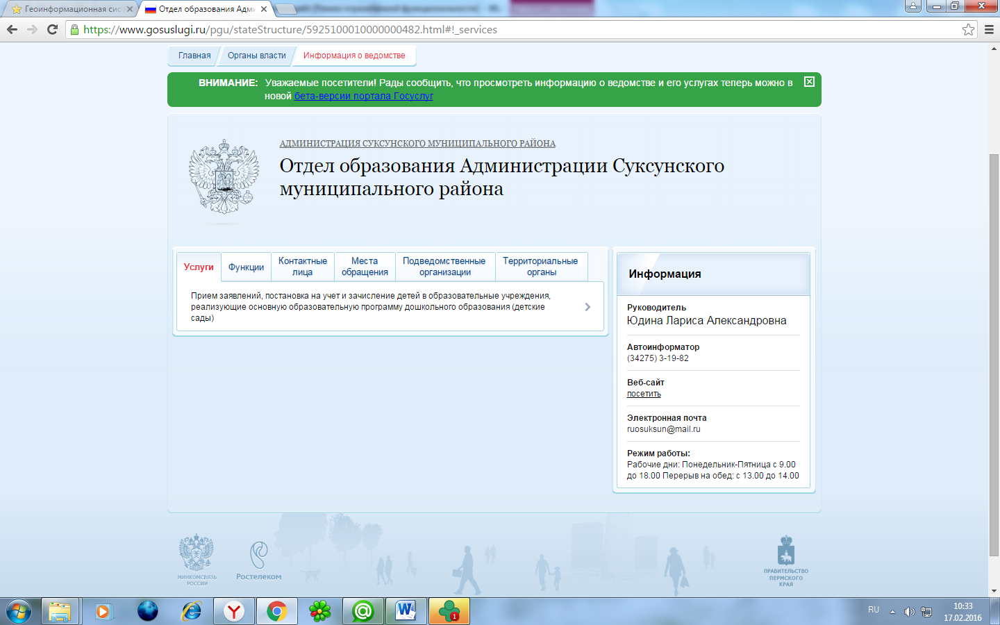 Геоинформационная сис
Отдел образования Адми
https://www.gosuslugi.ru/pgu/stateStructure/5925100010000000482.html#!_services
Главная
Органы власти
Информация о ведомстве
ВНИМАНИЕ: Уважаемые посетители! Рады сообщить, что просмотреть информацию о ведомстве и его услугах теперь можно в
новой бета-версии портала Госуслуг
АДМИНИСТРАЦИЯ СУКСУНСКОГО МУНИЦИПАЛЬНОГО РАЙОНА
Отдел образования Администрации Суксунского
муниципального района
Услуги
Функции
Контактные
лица
Места
обращения
Подведомственные
организации
Территориальные
органы
Прием заявлений, постановка на учет и зачисление детей в образовательные учреждения,
реализующие основную образовательную программу дошкольного образования (детские
сады)
Информация
Руководитель
Юдина Лариса Александровна
Автоинформатор
(34275) 3-19-82
Веб-сайт
посетить
Электронная почта
ruosuksun@mail.ru
Режим работы:
Рабочие дни: Понедельник-Пятница с 9.00
до 18.00 Перерыв на обед: с 13.00 до 14.00
МИНКОМСВЯЗЬ
РОССИИ
Ростелеком
ПРАВИТЕЛЬСТВО
ПЕРМСКОГО
КРАЯ
1
RU
10:33
17.02.2016